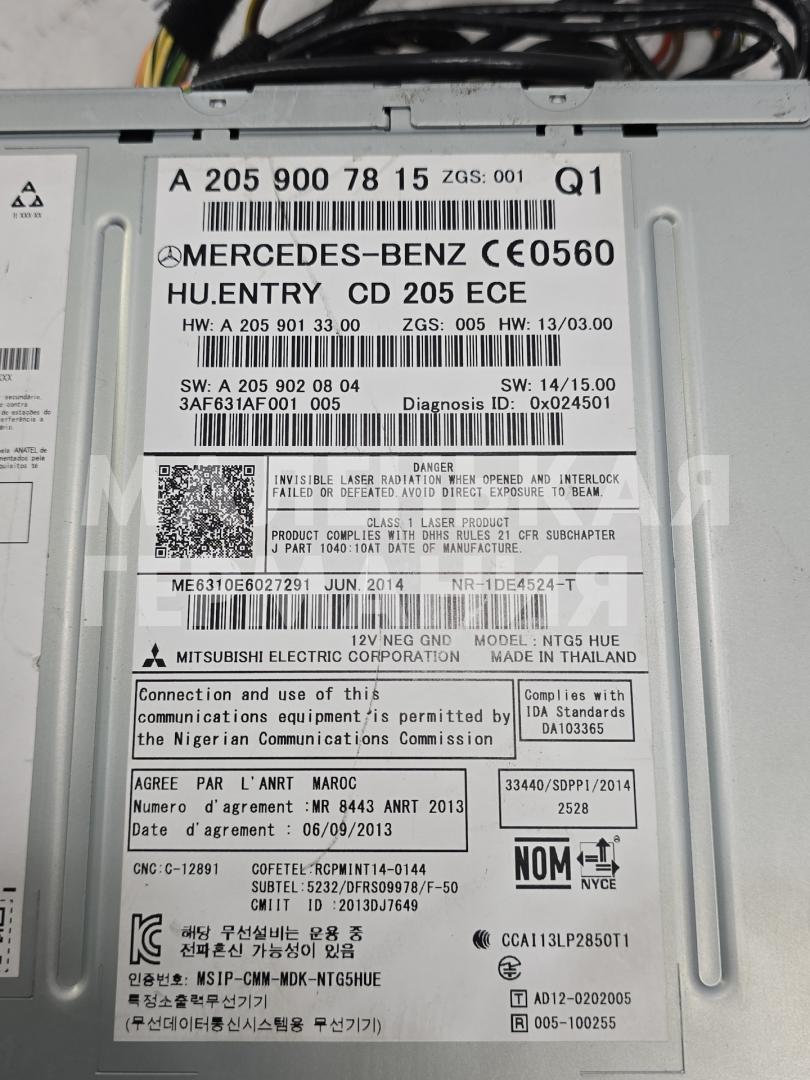 A 205 900 78 15 ZGS: 001 Q1
MERCEDES-BENZ CE0560
HU.ENTRY CD 205 ECE
HW: A 205 901 33 00 ZGS: 005 HW: 13/03.00
SW: A 205 902 08 04 SW: 14/15.00
3AF631AF001 005 Diagnosis ID: 0x024501
DANGER
INVISIBLE LASER RADIATION WHEN OPENED AND INTERLOCK
FAILED OR DEFEATED. AVOID DIRECT EXPOSURE TO BEAM.
CLASS 1 LASER PRODUCT
PRODUCT COMPLIES WITH DHHS RULES 21 CFR SUBCHAPTER
J PART 1040:10AT DATE OF MANUFACTURE.
МАЛЕНЬКАЯ
ГЕРМАНИЯ
ME6310E6027291 JUN. 2014 NR-1DE4524-T
12V NEG GND MODEL : NTG5 HUE
MITSUBISHI ELECTRIC CORPORATION MADE IN THAILAND
Connection and use of this
communications equipment is permitted by
the Nigerian Communications Commission
Complies with
IDA Standards
DA103365
AGREE PAR L'ANRT MAROC
Numero d'agrement :MR 8443 ANRT 2013
Date d'agrement : 06/09/2013
33440/SDPPI/2014
2528
CNC:C-12891 COFETEL:RCPMINT14-0144
SUBTEL:5232/DFRS09978/F-50
CMIIT ID :2013DJ7649
NOM
NYCE
해당 무선설비는 운용 중
전파혼신 가능성이 있음
인증번호: MSIP-CMM-MDK-NTG5HUE
특정소출력무선기기
(무선데이터통신시스템용 무선기기)
CCAI13LP2850T1
T AD12-0202005
R 005-100255
secundário,
contra
de estações do
ANATEL de